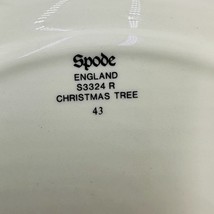 Spode
ENGLAND
S3324 R
CHRISTMAS TREE
43